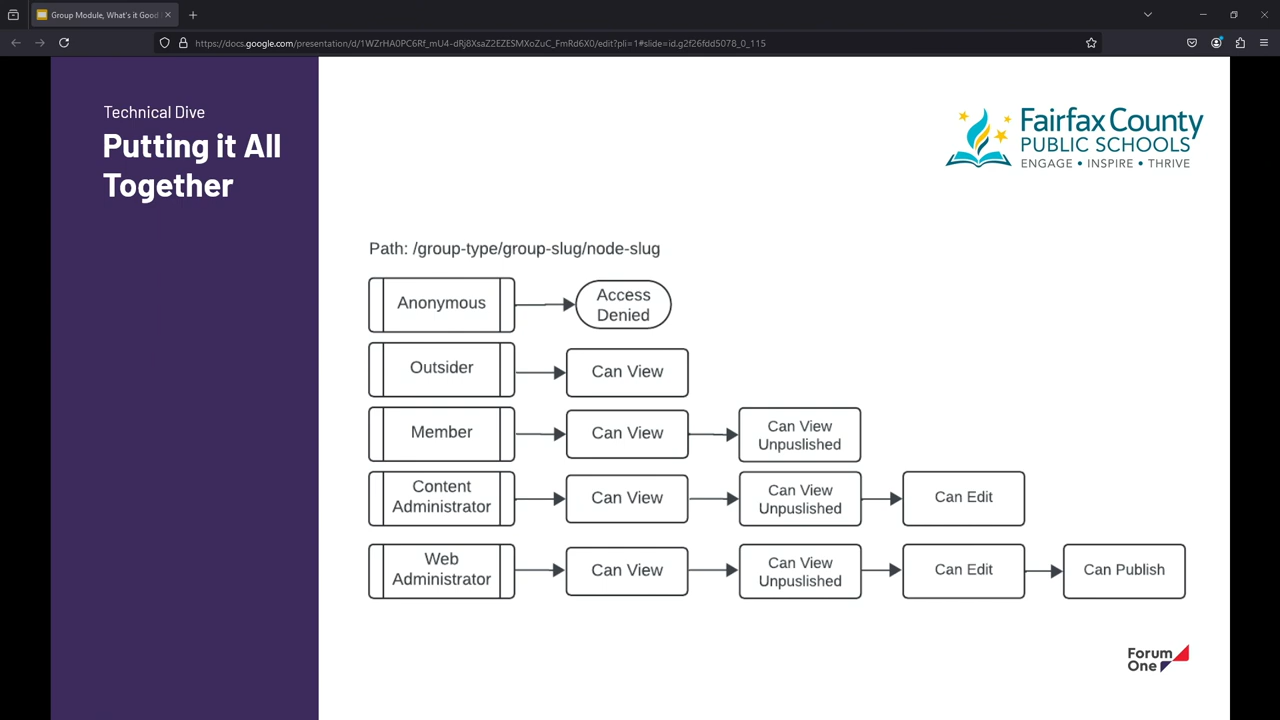 Group Module, What's it Good
https://docs.google.com/presentation/d/1WZrHA0PC6Rf_mU4-dRj8XsaZ2EZESMXoZuC_FmRd6X0/edit?pli=1#slide=id.g2f26fdd5078_0_115
Technical Dive
Putting it All
Together
Fairfax County
PUBLIC SCHOOLS
ENGAGE • INSPIRE • THRIVE
Path: /group-type/group-slug/node-slug
Anonymous
Access
Denied
Outsider
Can View
Member
Can View
Can View
Unpuslished
Content
Administrator
Can View
Can View
Unpuslished
Can Edit
Web
Administrator
Can View
Can View
Unpuslished
Can Edit
Can Publish
Forum
One